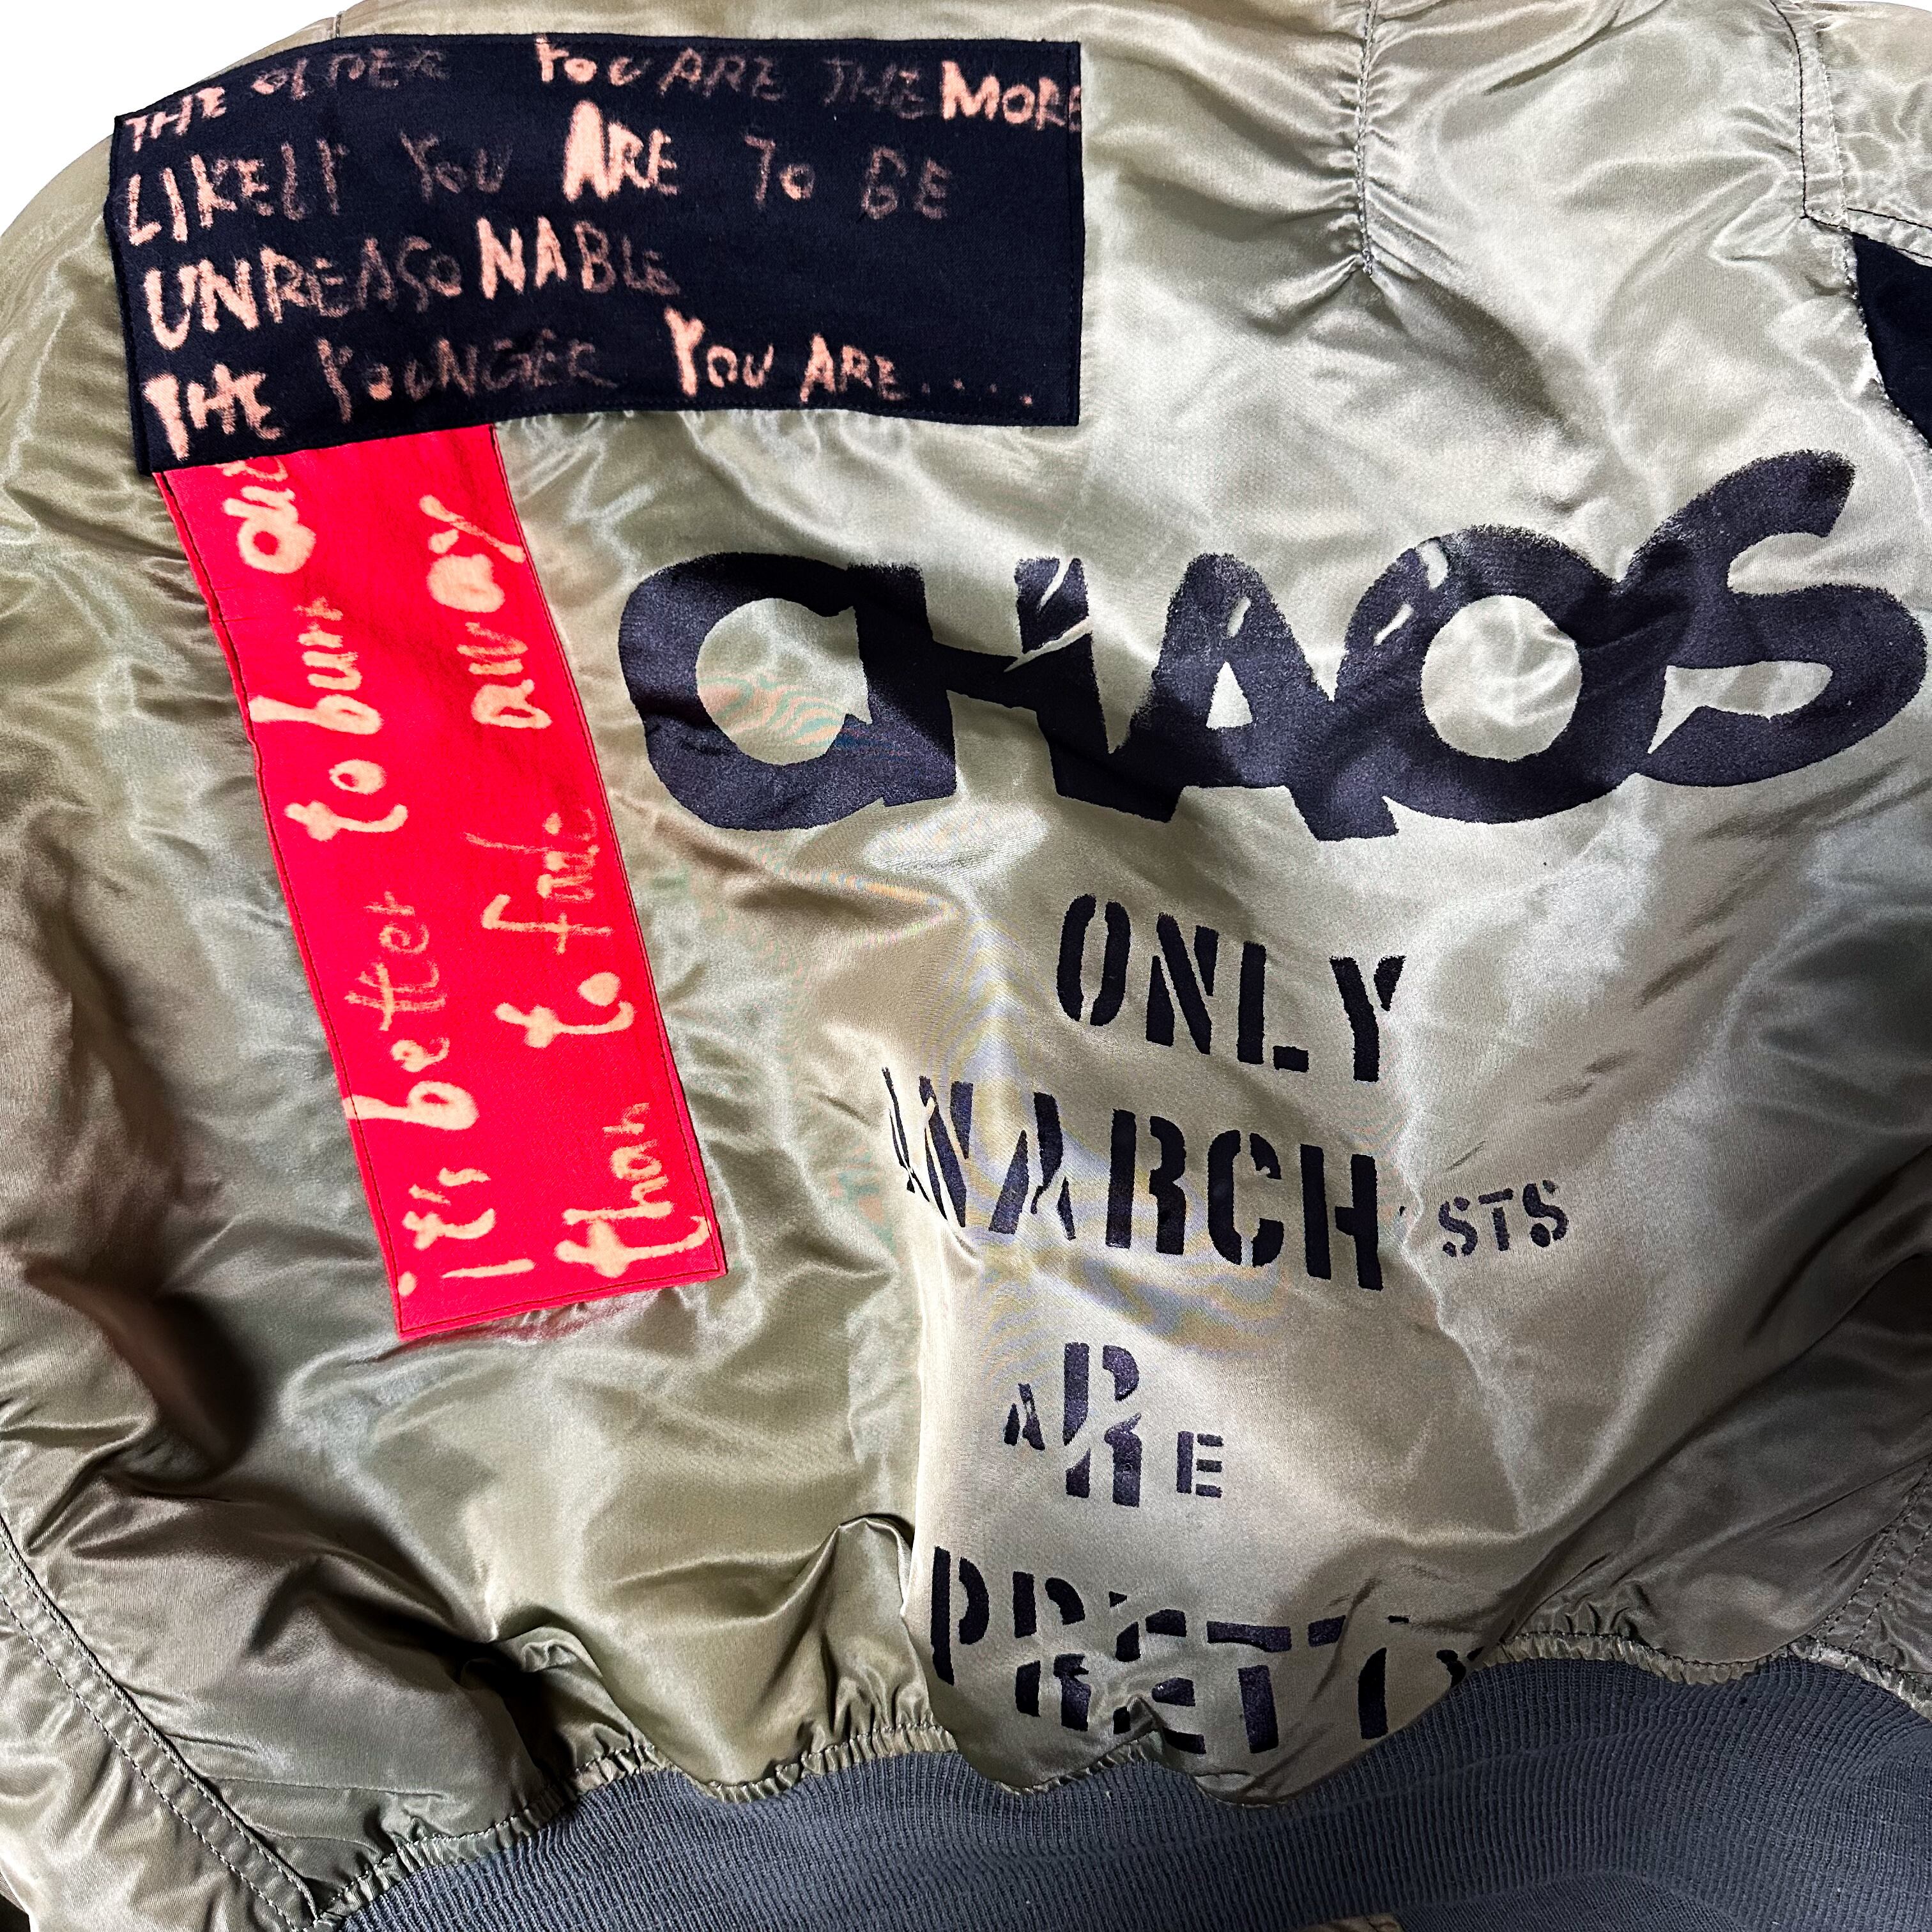 THE OLDER YOU ARE THE MORE
LIKELY YOU ARE TO BE
UNREASONABLE
THE YOUNGER YOU ARE.....
it's better to burn
than to fade away
CHAOS
ONLY
ANARCHISTS
ARE
PRETTY